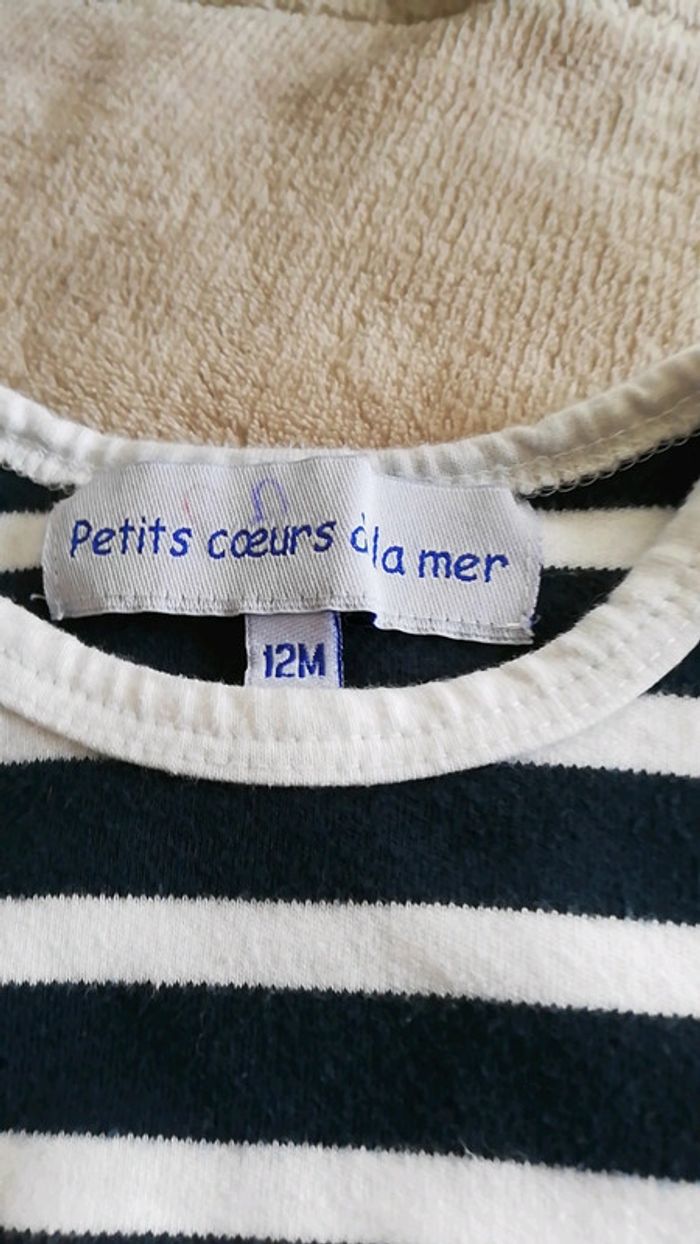 Petits cœurs à la mer
12M